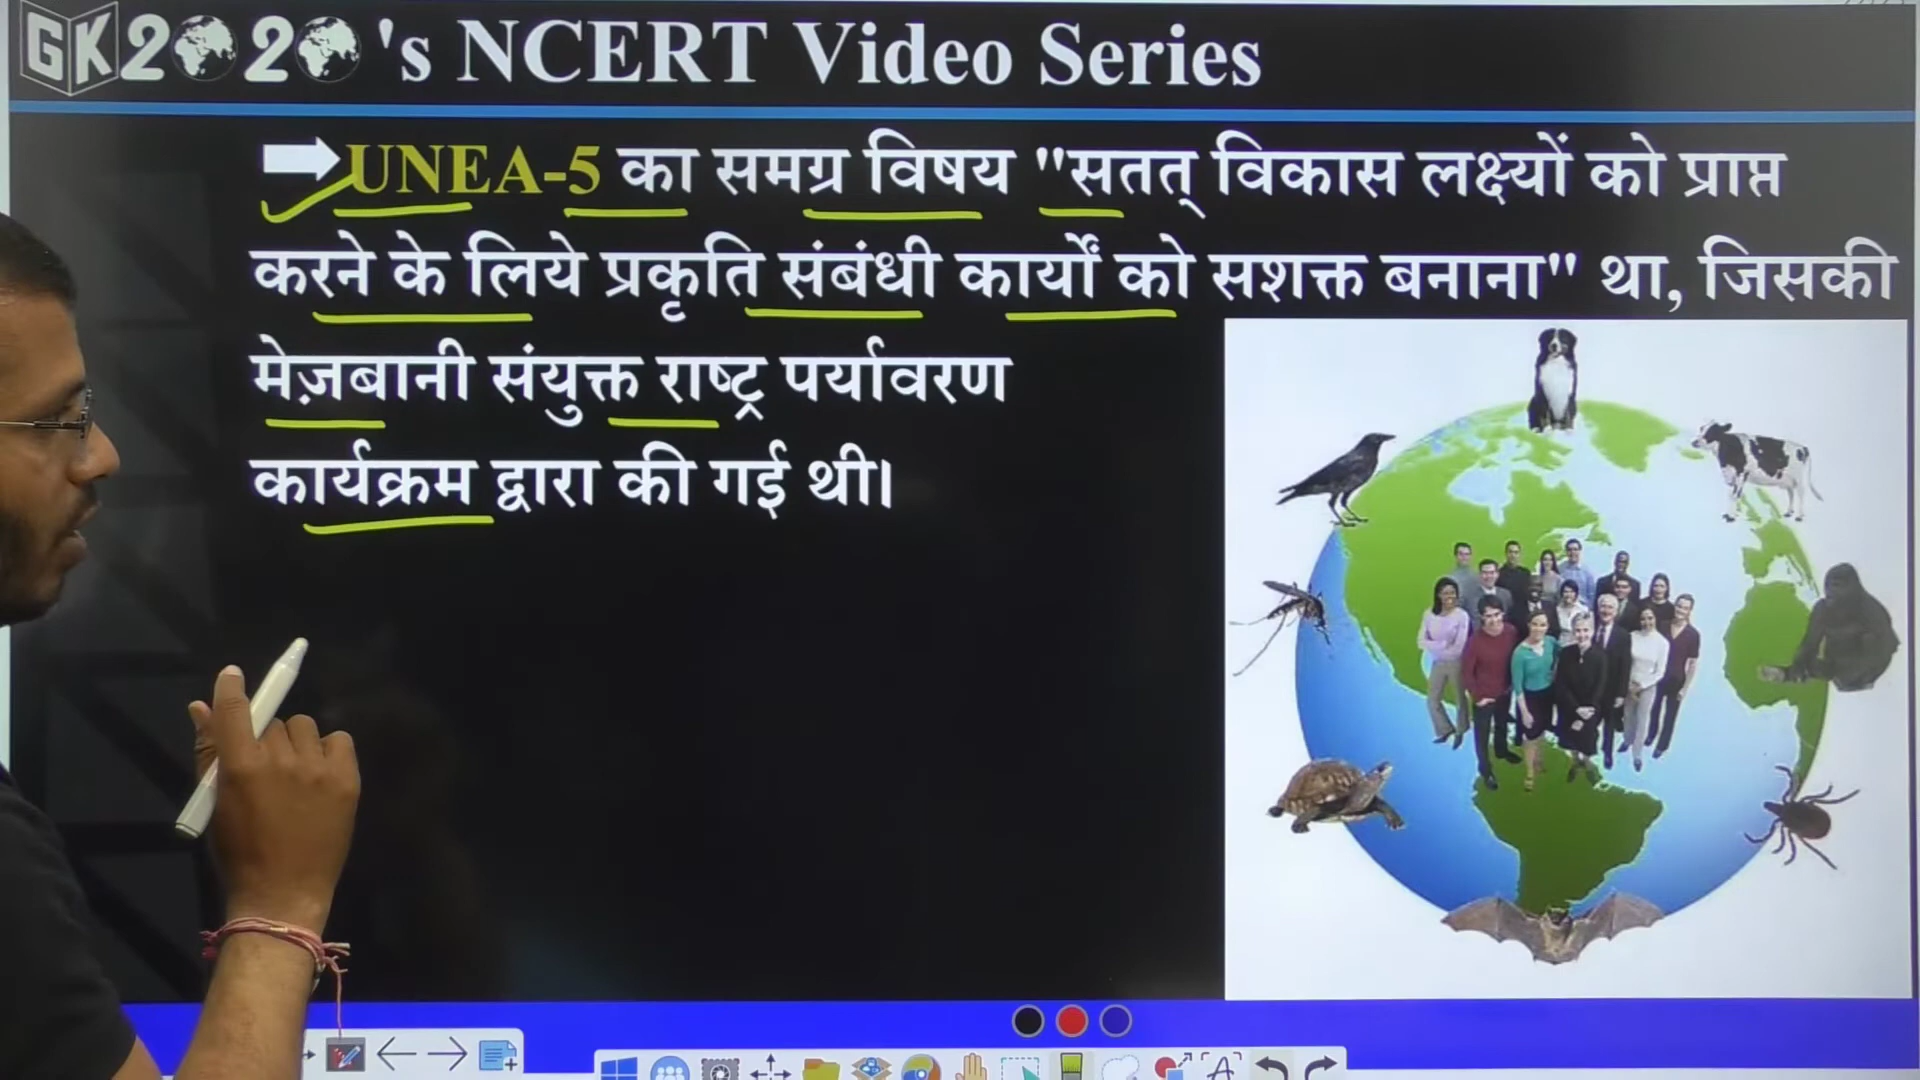 GK2020's NCERT Video Series
UNEA-5 का समग्र विषय "सतत् विकास लक्ष्यों को प्राप्त
करने के लिये प्रकृति संबंधी कार्यों को सशक्त बनाना" था, जिसकी
मेज़बानी संयुक्त राष्ट्र पर्यावरण
कार्यक्रम द्वारा की गई थी।